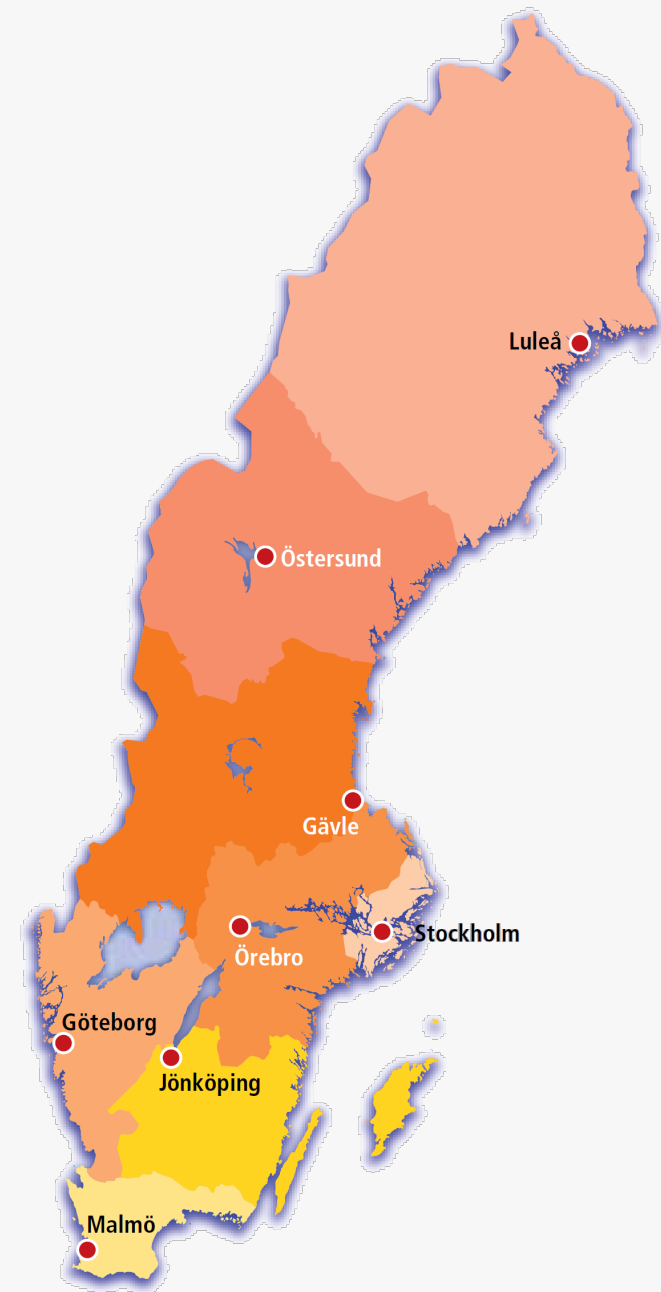 Luleå
Östersund
Gävle
Stockholm
Örebro
Göteborg
Jönköping
Malmö